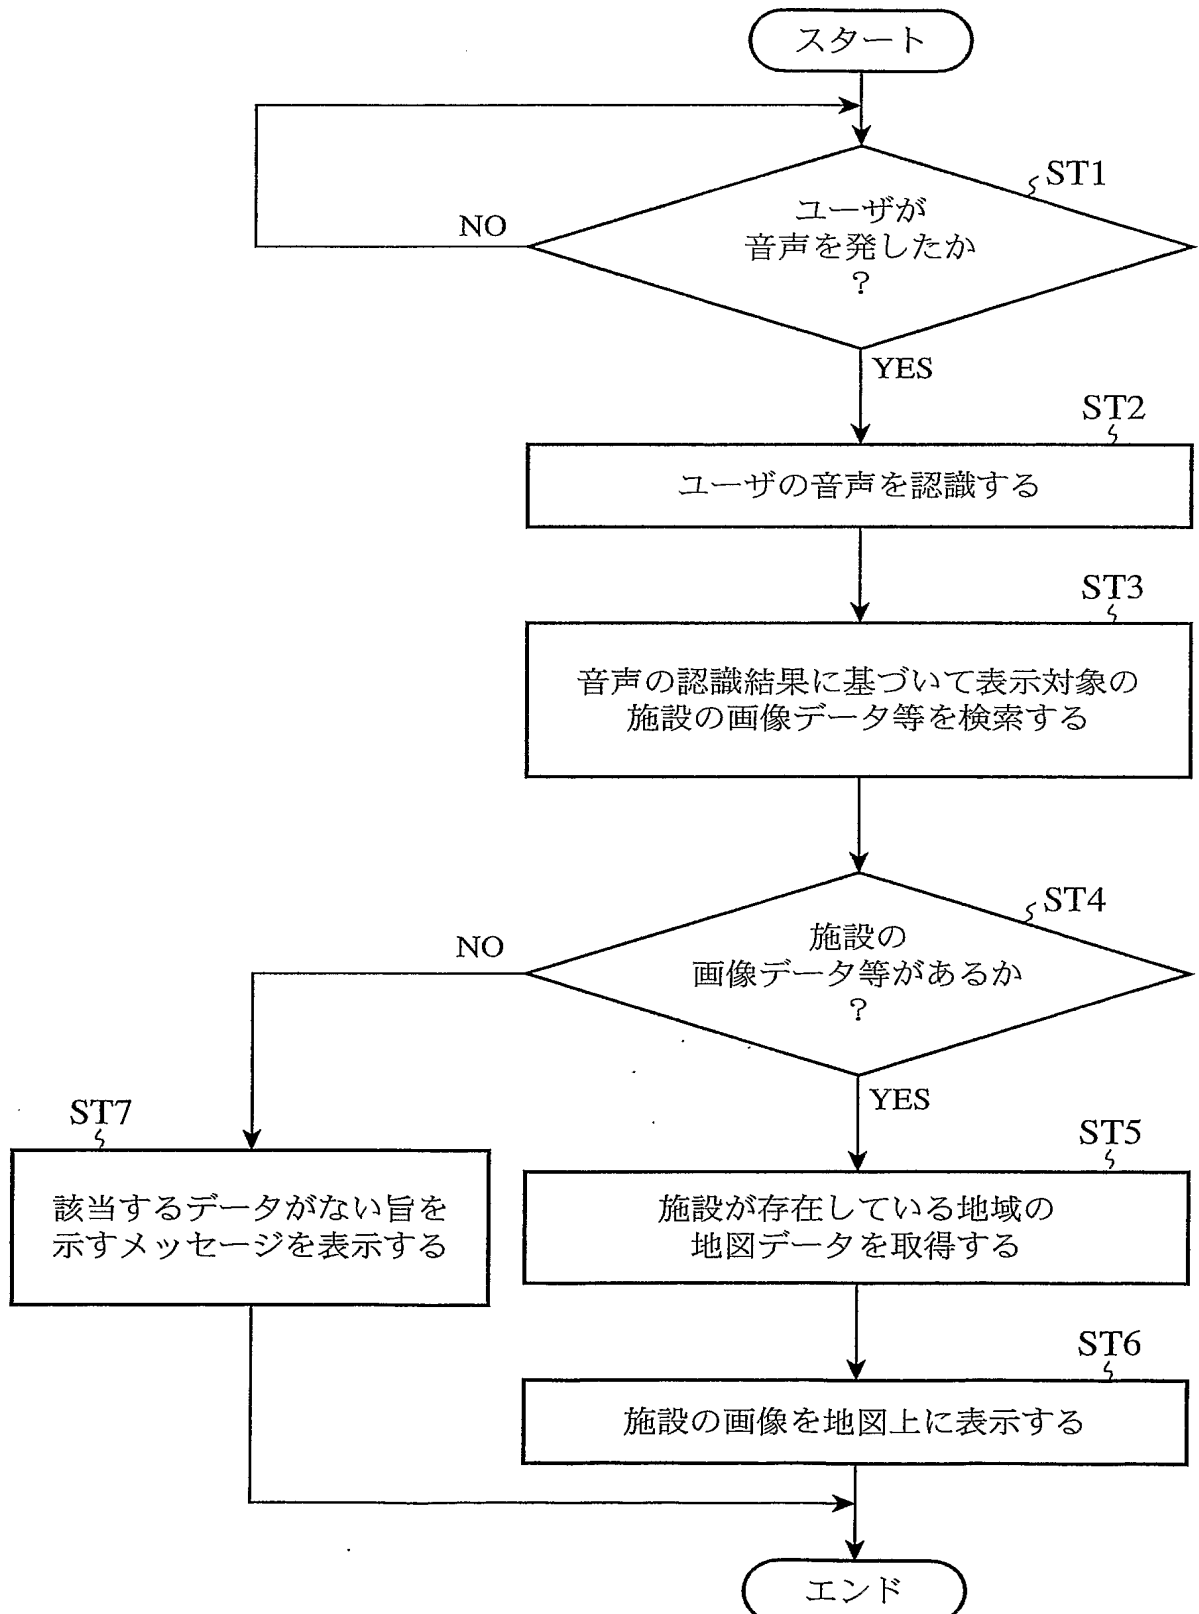 スタート
ST1
ユーザが
音声を発したか
？
NO
YES
ST2
ユーザの音声を認識する
ST3
音声の認識結果に基づいて表示対象の
施設の画像データ等を検索する
ST4
施設の
画像データ等があるか
？
NO
YES
ST7
該当するデータがない旨を
示すメッセージを表示する
ST5
施設が存在している地域の
地図データを取得する
ST6
施設の画像を地図上に表示する
エンド